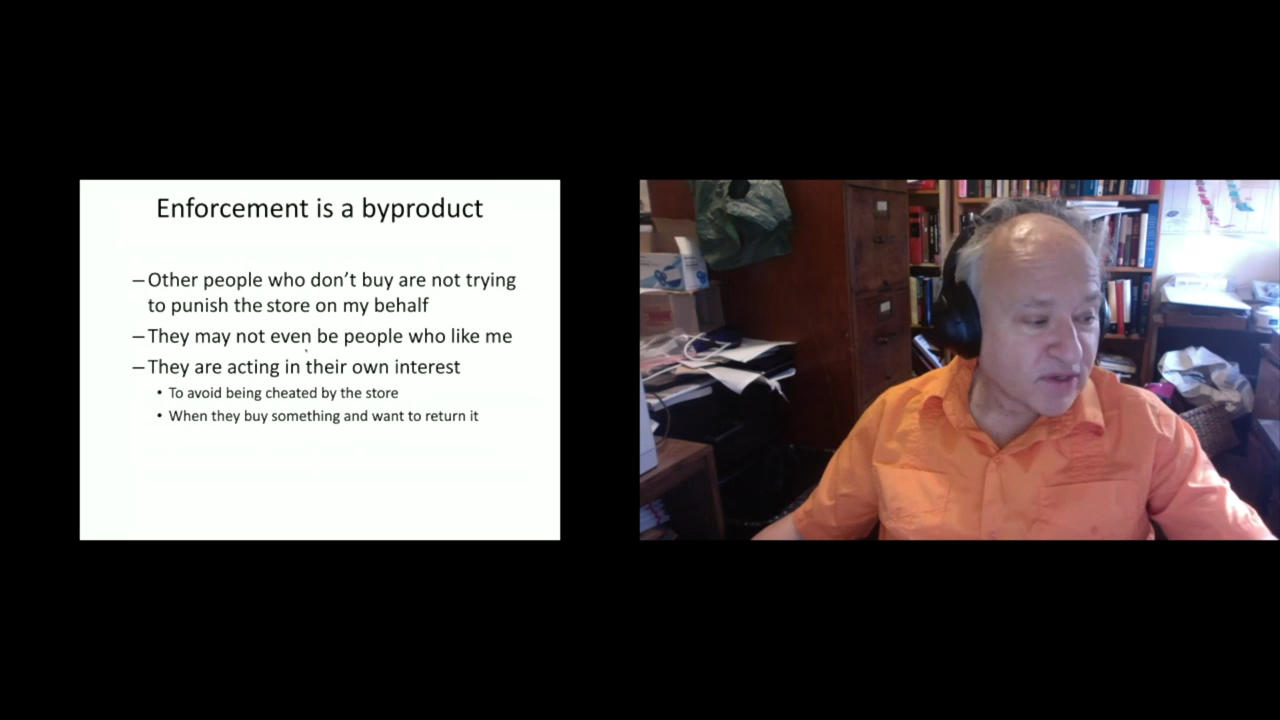 Enforcement is a byproduct
– Other people who don’t buy are not trying
to punish the store on my behalf
– They may not even be people who like me
– They are acting in their own interest
• To avoid being cheated by the store
• When they buy something and want to return it